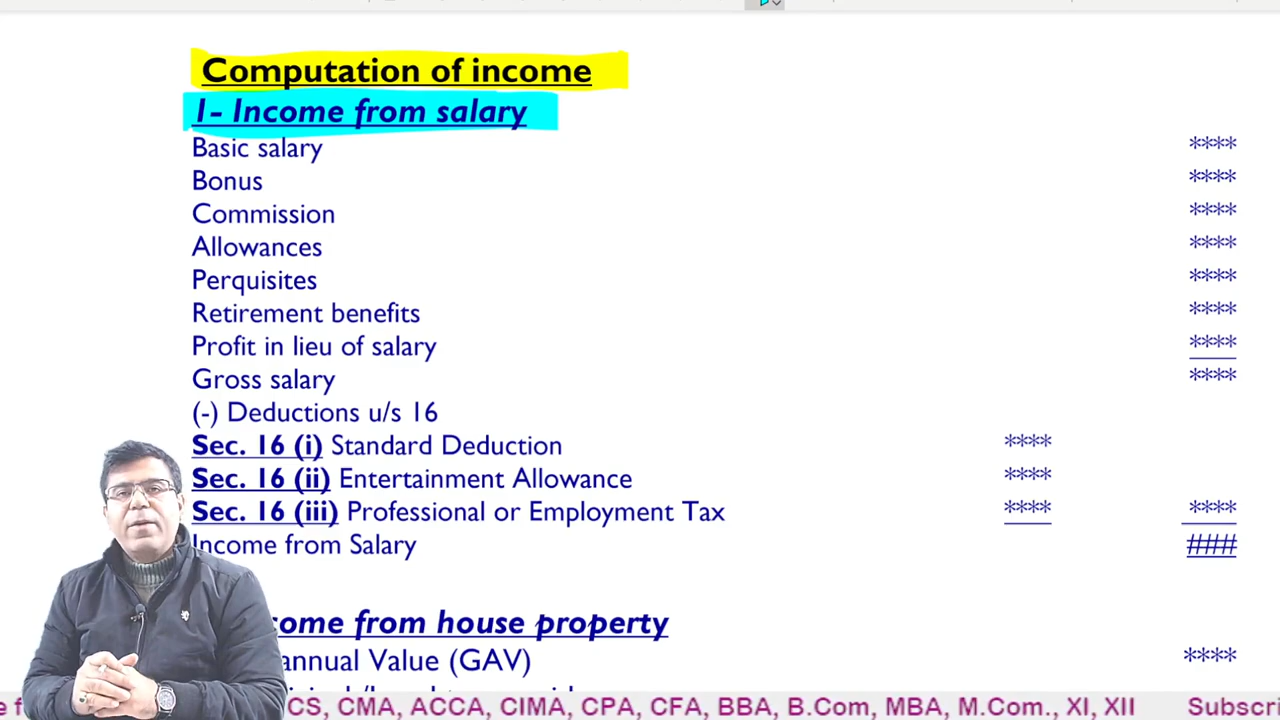 Computation of income
1- Income from salary
Basic salary ****
Bonus ****
Commission ****
Allowances ****
Perquisites ****
Retirement benefits ****
Profit in lieu of salary ****
Gross salary ****
(-) Deductions u/s 16
Sec. 16 (i) Standard Deduction ****
Sec. 16 (ii) Entertainment Allowance ****
Sec. 16 (iii) Professional or Employment Tax **** ****
Income from Salary ###
come from house property
annual Value (GAV) ****
CS, CMA, ACCA, CIMA, CPA, CFA, BBA, B.Com, MBA, M.Com., XI, XII Subscri